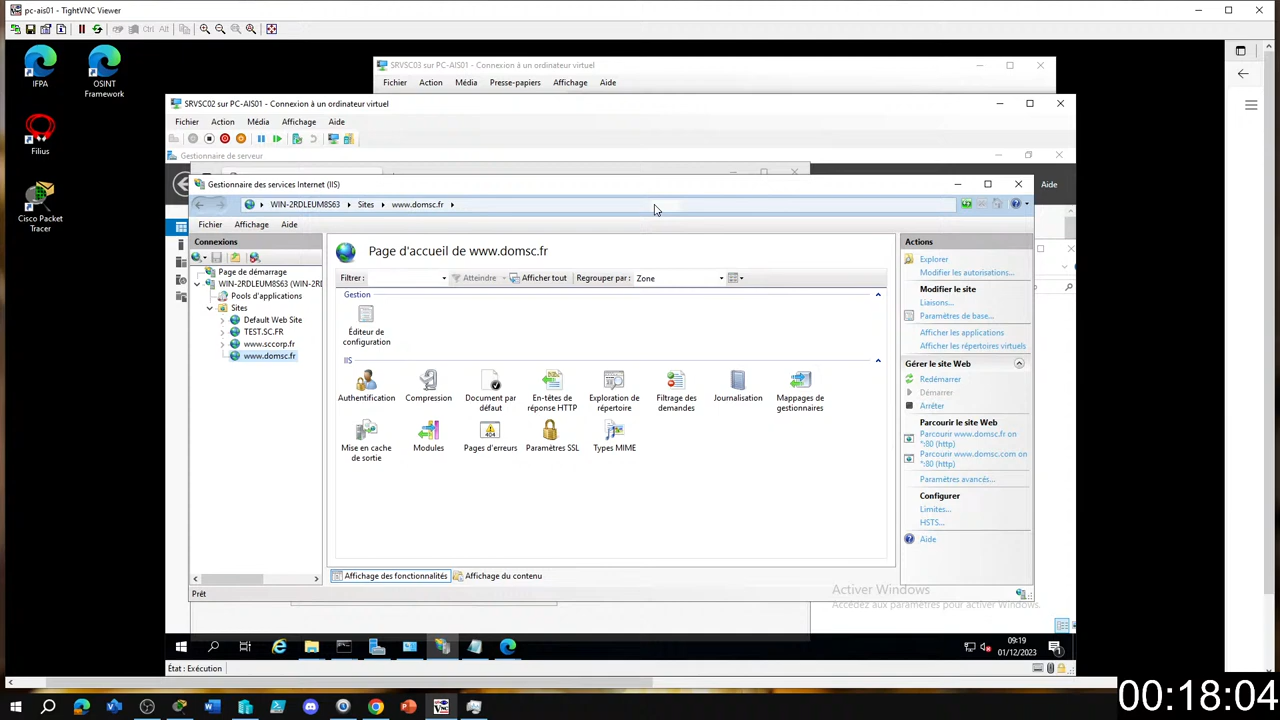 pc-ais01 - TightVNC Viewer
Ctrl Alt
IFPA
OSINT
Framework
Filius
Cisco Packet
Tracer
SRVSC03 sur PC-AIS01 - Connexion à un ordinateur virtuel
Fichier Action Média Presse-papiers Affichage Aide
SRVSC02 sur PC-AIS01 - Connexion à un ordinateur virtuel
Fichier Action Média Affichage Aide
Gestionnaire de serveur
Aide
Gestionnaire des services Internet (IIS)
WIN-2RDLEUM8S63 Sites www.domsc.fr
Fichier Affichage Aide
Connexions
Page de démarrage
WIN-2RDLEUM8S63 (WIN-2RD
Pools d'applications
Sites
Default Web Site
TEST.SC.FR
www.sccorp.fr
www.domsc.fr
Page d'accueil de www.domsc.fr
Filtrer: Atteindre Afficher tout Regrouper par: Zone
Gestion
Éditeur de
configuration
IIS
Authentification
Compression
Document par
défaut
En-têtes de
réponse HTTP
Exploration de
répertoire
Filtrage des
demandes
Journalisation
Mappages de
gestionnaires
Mise en cache
de sortie
Modules
404
Pages d'erreurs
Paramètres SSL
Types MIME
Affichage des fonctionnalités Affichage du contenu
Prêt
Actions
Explorer
Modifier les autorisations...
Modifier le site
Liaisons...
Paramètres de base...
Afficher les applications
Afficher les répertoires virtuels
Gérer le site Web
Redémarrer
Démarrer
Arrêter
Parcourir le site Web
Parcourir www.domsc.fr on
*:80 (http)
Parcourir www.domsc.com on
*:80 (http)
Paramètres avancés...
Configurer
Limites...
HSTS...
Aide
Activer Windows
Accédez aux paramètres pour activer Windows.
09:19
01/12/2023
État : Exécution
00:18:04